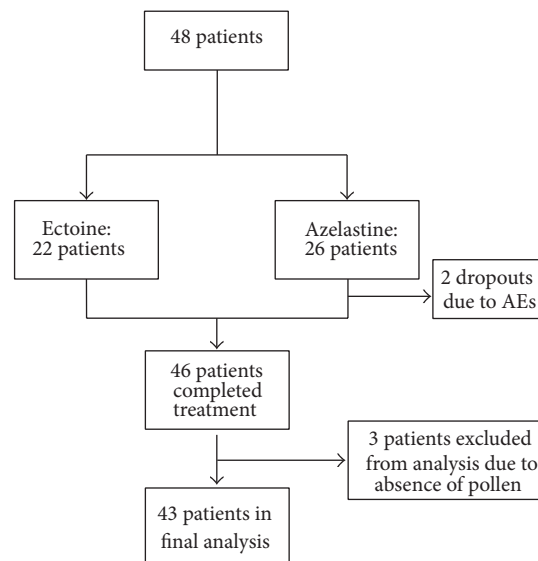 48 patients
Ectoine:
22 patients
Azelastine:
26 patients
2 dropouts
due to AEs
46 patients
completed
treatment
3 patients excluded
from analysis due to
absence of pollen
43 patients in
final analysis